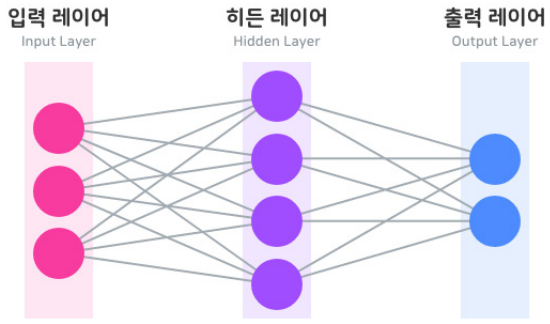 입력 레이어
Input Layer
히든 레이어
Hidden Layer
출력 레이어
Output Layer